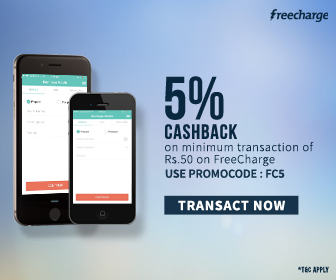 freecharge
5%
CASHBACK
on minimum transaction of
Rs.50 on FreeCharge
USE PROMOCODE : FC5
TRANSACT NOW
*T&C APPLY